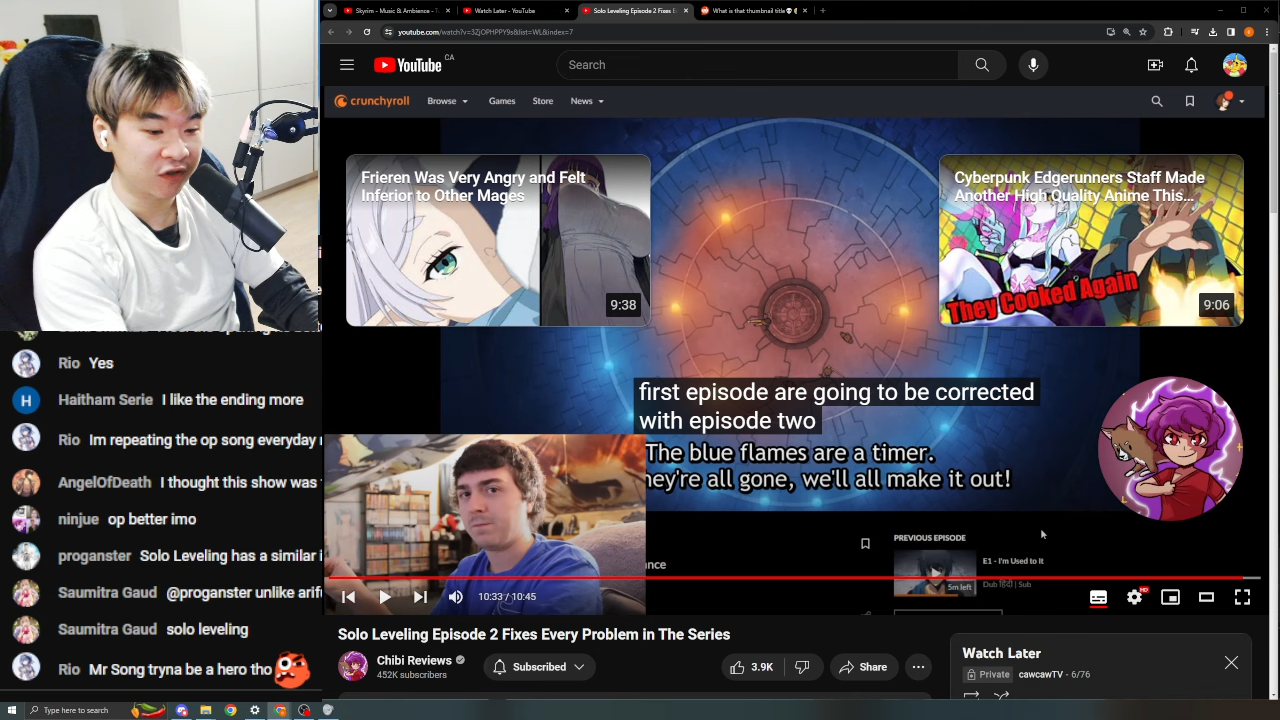 Skyrim - Music & Ambience - T
Watch Later - YouTube
Solo Leveling Episode 2 Fixes E
What is that thumbnail title
youtube.com/watch?v=3ZjOPHPPY9s&list=WL&index=7
YouTube CA
Search
crunchyroll
Browse
Games
Store
News
Frieren Was Very Angry and Felt
Inferior to Other Mages
9:38
Cyberpunk Edgerunners Staff Made
Another High Quality Anime This...
They Cooked Again
9:06
first episode are going to be corrected
with episode two
The blue flames are a timer.
hey're all gone, we'll all make it out!
PREVIOUS EPISODE
E1 - I'm Used to It
Dub हिंदी | Sub
5m left
nce
10:33 / 10:45
HD
Solo Leveling Episode 2 Fixes Every Problem in The Series
Chibi Reviews
452K subscribers
Subscribed
3.9K
Share
Watch Later
Private cawcawTV - 6/76
Rio Yes
H Haitham Serie I like the ending more
Rio Im repeating the op song everyday
AngelOfDeath I thought this show was
ninjue op better imo
proganster Solo Leveling has a similar i
Saumitra Gaud @proganster unlike arif
Saumitra Gaud solo leveling
Rio Mr Song tryna be a hero tho
Type here to search